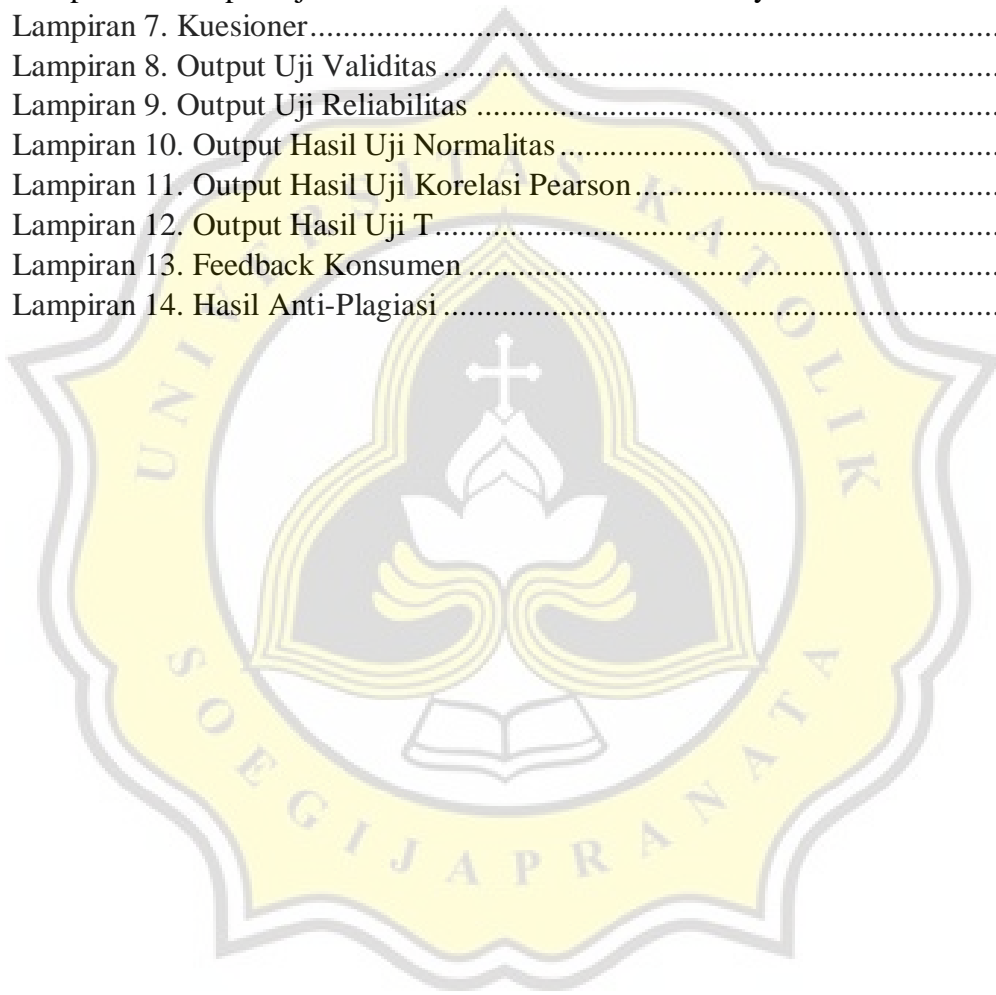 Lampiran 7. Kuesioner................................................................................
Lampiran 8. Output Uji Validitas ................................................................
Lampiran 9. Output Uji Reliabilitas ............................................................
Lampiran 10. Output Hasil Uji Normalitas..................................................
Lampiran 11. Output Hasil Uji Korelasi Pearson.........................................
Lampiran 12. Output Hasil Uji T.................................................................
Lampiran 13. Feedback Konsumen .............................................................
Lampiran 14. Hasil Anti-Plagiasi ................................................................
UNIVERSITAS KATOLIK
SOEGIJAPRANATA